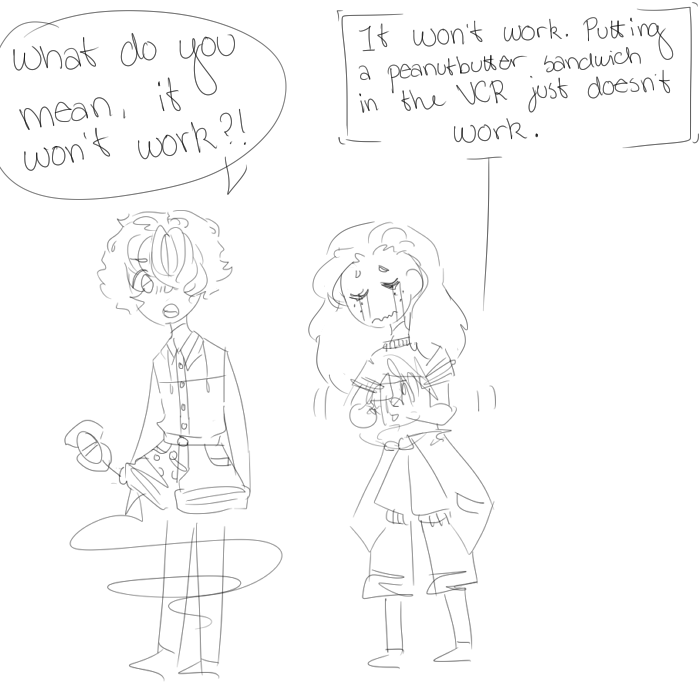 what do you
mean, it
won't work?!
It won't work. Putting
a peanutbutter sandwich
in the VCR just doesn't
work.